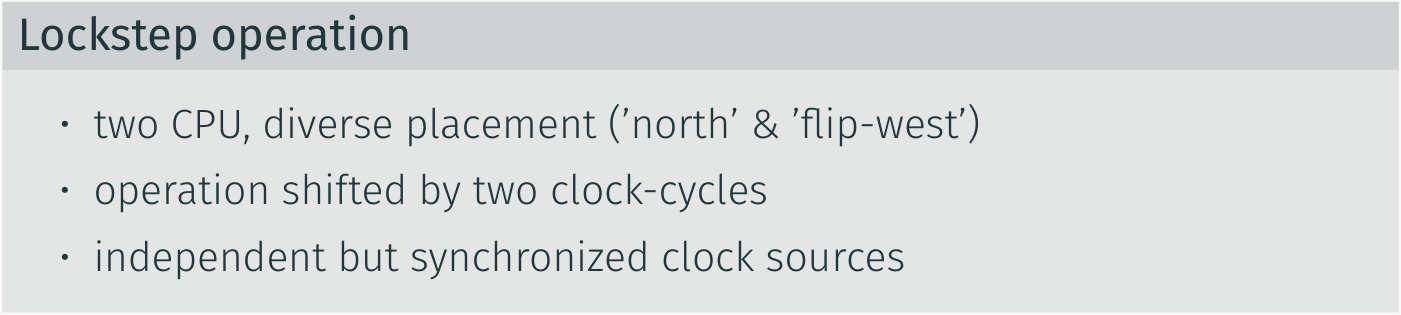 Lockstep operation
· two CPU, diverse placement (’north’ & ’flip-west’)
· operation shifted by two clock-cycles
· independent but synchronized clock sources